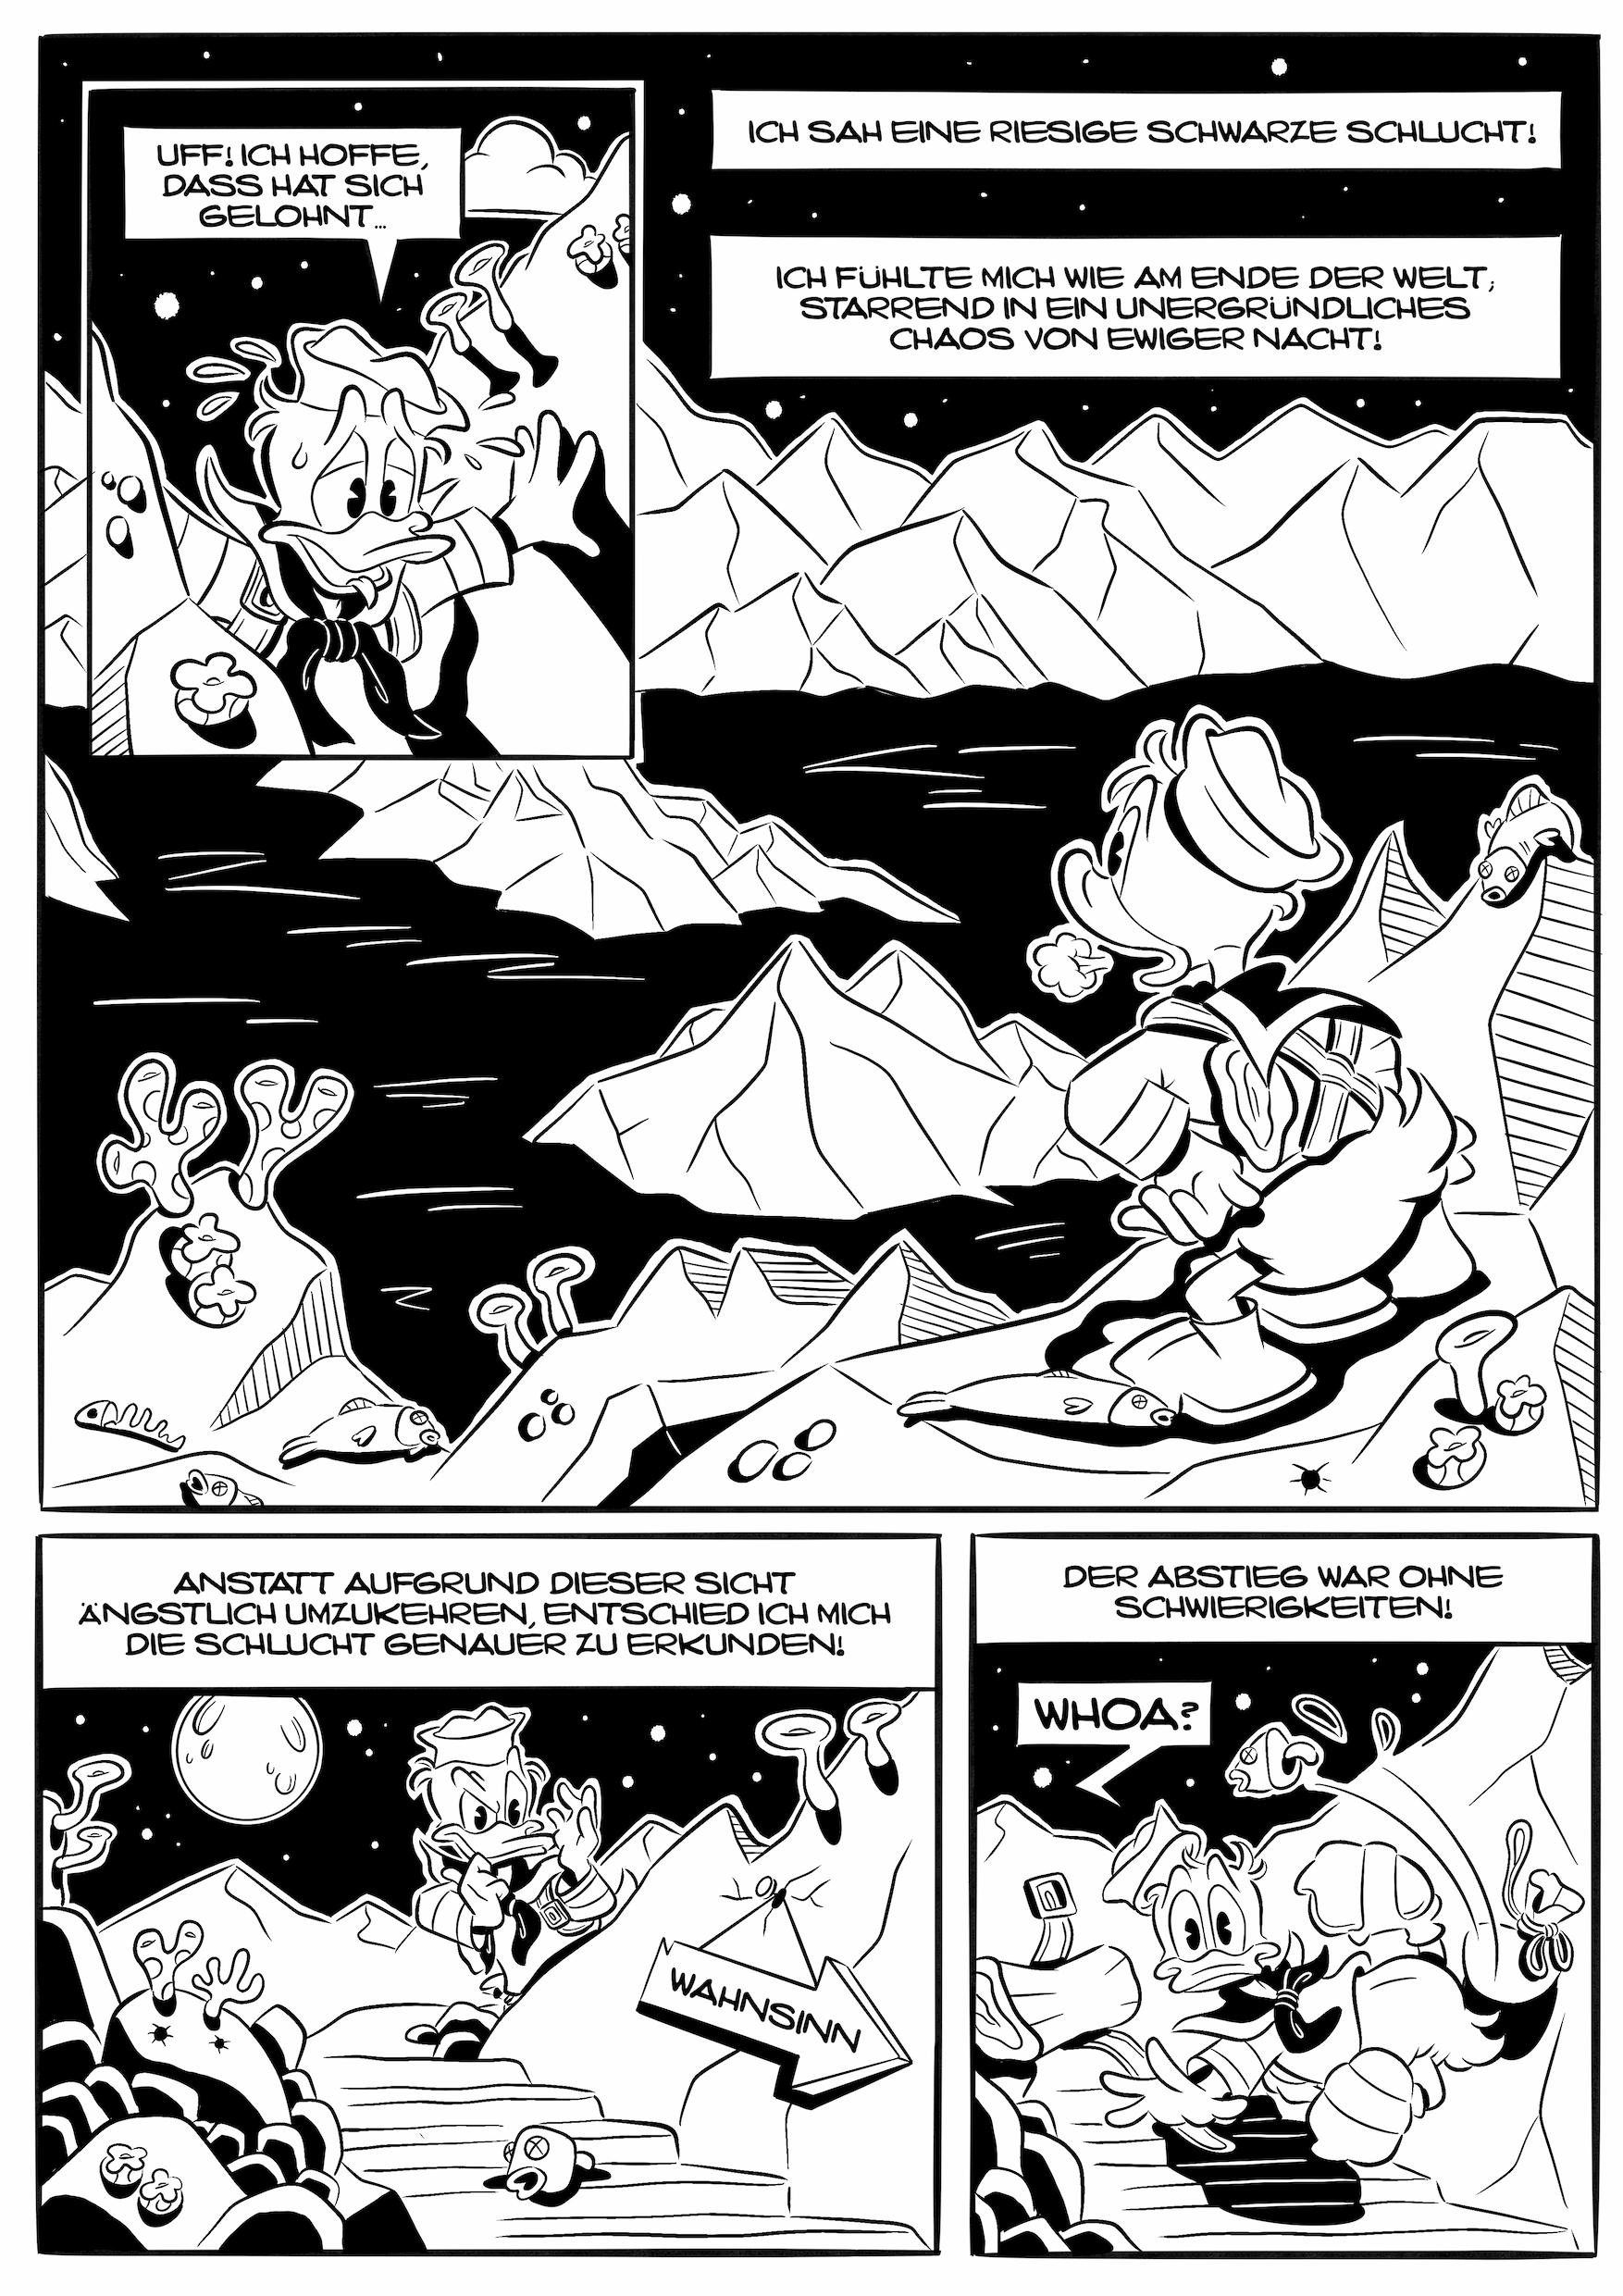 UFF! ICH HOFFE,
DASS HAT SICH
GELOHNT...
ICH SAH EINE RIESIGE SCHWARZE SCHLUCHT!
ICH FÜHLTE MICH WIE AM ENDE DER WELT;
STARREND IN EIN UNERGRÜNDLICHES
CHAOS VON EWIGER NACHT!
ANSTATT AUFGRUND DIESER SICHT
ÄNGSTLICH UMZUKEHREN, ENTSCHIED ICH MICH
DIE SCHLUCHT GENAUER ZU ERKUNDEN!
WAHNSINN
DER ABSTIEG WAR OHNE
SCHWIERIGKEITEN!
WHOA?